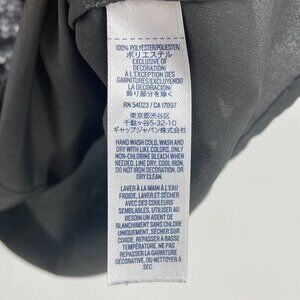 100% POLYESTER/POLIESTER
ポリエステル
EXCLUSIVE OF
DECORATION/
À L'EXCEPTION DES
GARNITURES/EXCLUYENDO
LA DECORACION/
飾り部分を除く
RN 54023 / CA 17897
東京都渋谷区
千駄ヶ谷5-32-10
ギャップジャパン株式会社
HAND WASH COLD, WASH AND
DRY WITH LIKE COLORS, ONLY
NON-CHLORINE BLEACH WHEN
NEEDED, LINE DRY, COOL IRON,
DO NOT IRON DECORATION, OR
DRY CLEAN.
LAVER À LA MAIN À L'EAU
FROIDE, LAVER ET SÉCHER
AVEC DES COULEURS
SEMBLABLES, UTILISER AU
BESOIN UN AGENT DE
BLANCHIMENT SANS CHLORE
UNIQUEMENT, SÉCHER SUR
CORDE, REPASSER À BASSE
TEMPÉRATURE, NE PAS
REPASSER LA GARNITURE
DÉCORATIVE, OU NETTOYER À
SEC.